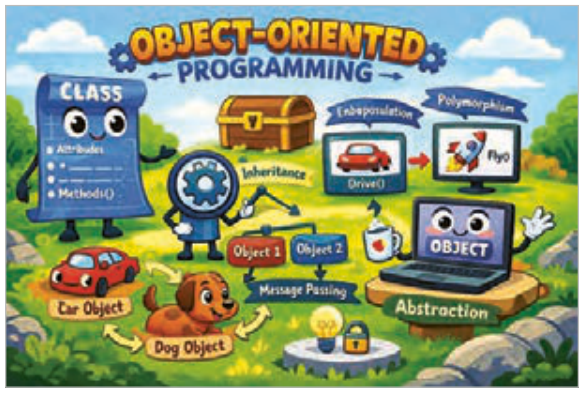 OBJECT-ORIENTED
PROGRAMMING
CLASS
Attributes
Methods()
Enbapsulation
Polymorphism
Drive()
Fly()
Inheritance
Object 1
Object 2
Message Passing
OBJECT
Abstraction
Car Object
Dog Object